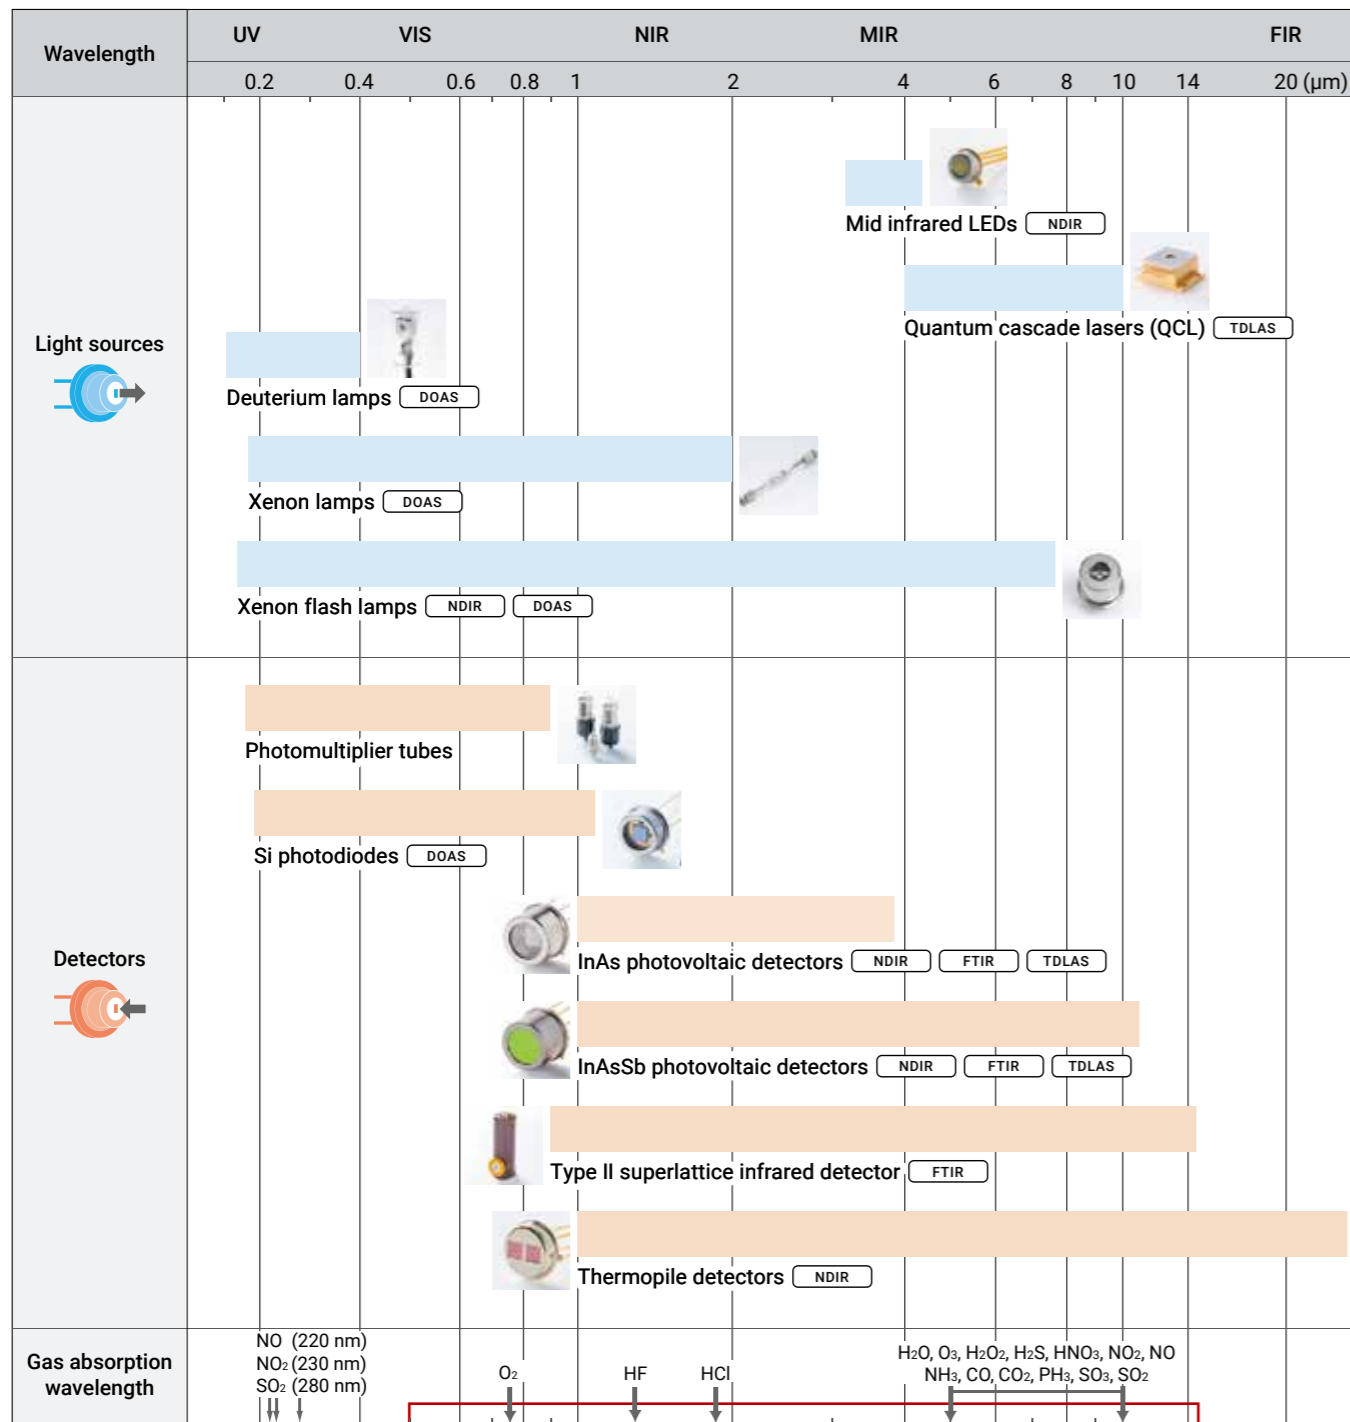 Wavelength
UV VIS NIR MIR FIR
0.2 0.4 0.6 0.8 1 2 4 6 8 10 14 20 (µm)
Light sources
Mid infrared LEDs NDIR
Quantum cascade lasers (QCL) TDLAS
Deuterium lamps DOAS
Xenon lamps DOAS
Xenon flash lamps NDIR DOAS
Detectors
Photomultiplier tubes
Si photodiodes DOAS
InAs photovoltaic detectors NDIR FTIR TDLAS
InAsSb photovoltaic detectors NDIR FTIR TDLAS
Type II superlattice infrared detector FTIR
Thermopile detectors NDIR
Gas absorption
wavelength
NO (220 nm)
NO₂ (230 nm)
SO₂ (280 nm)
O₂
HF
HCl
H₂O, O₃, H₂O₂, H₂S, HNO₃, NO₂, NO
NH₃, CO, CO₂, PH₃, SO₃, SO₂